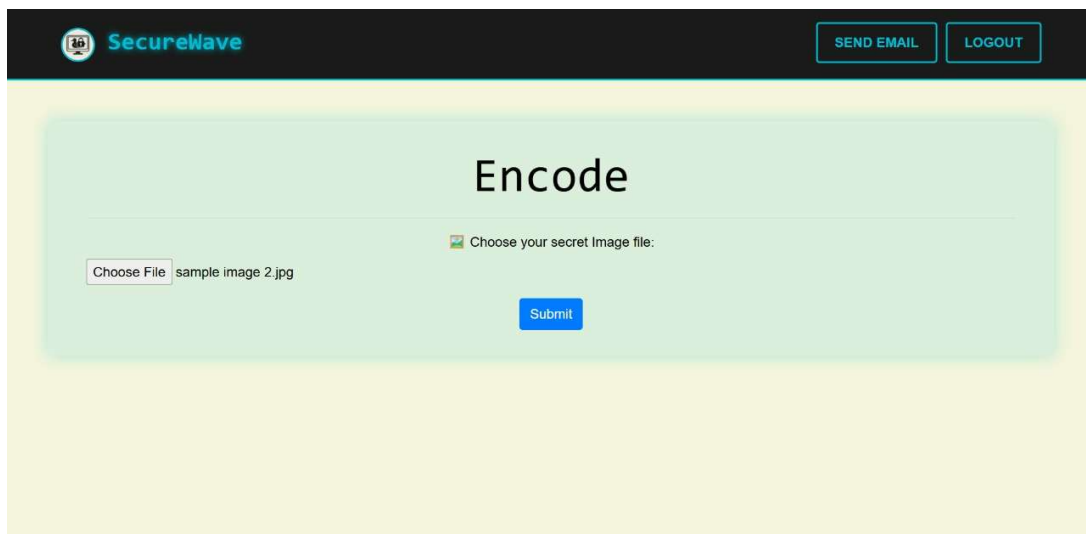 SecureWave
SEND EMAIL
LOGOUT
Encode
Choose your secret Image file:
Choose File sample image 2.jpg
Submit